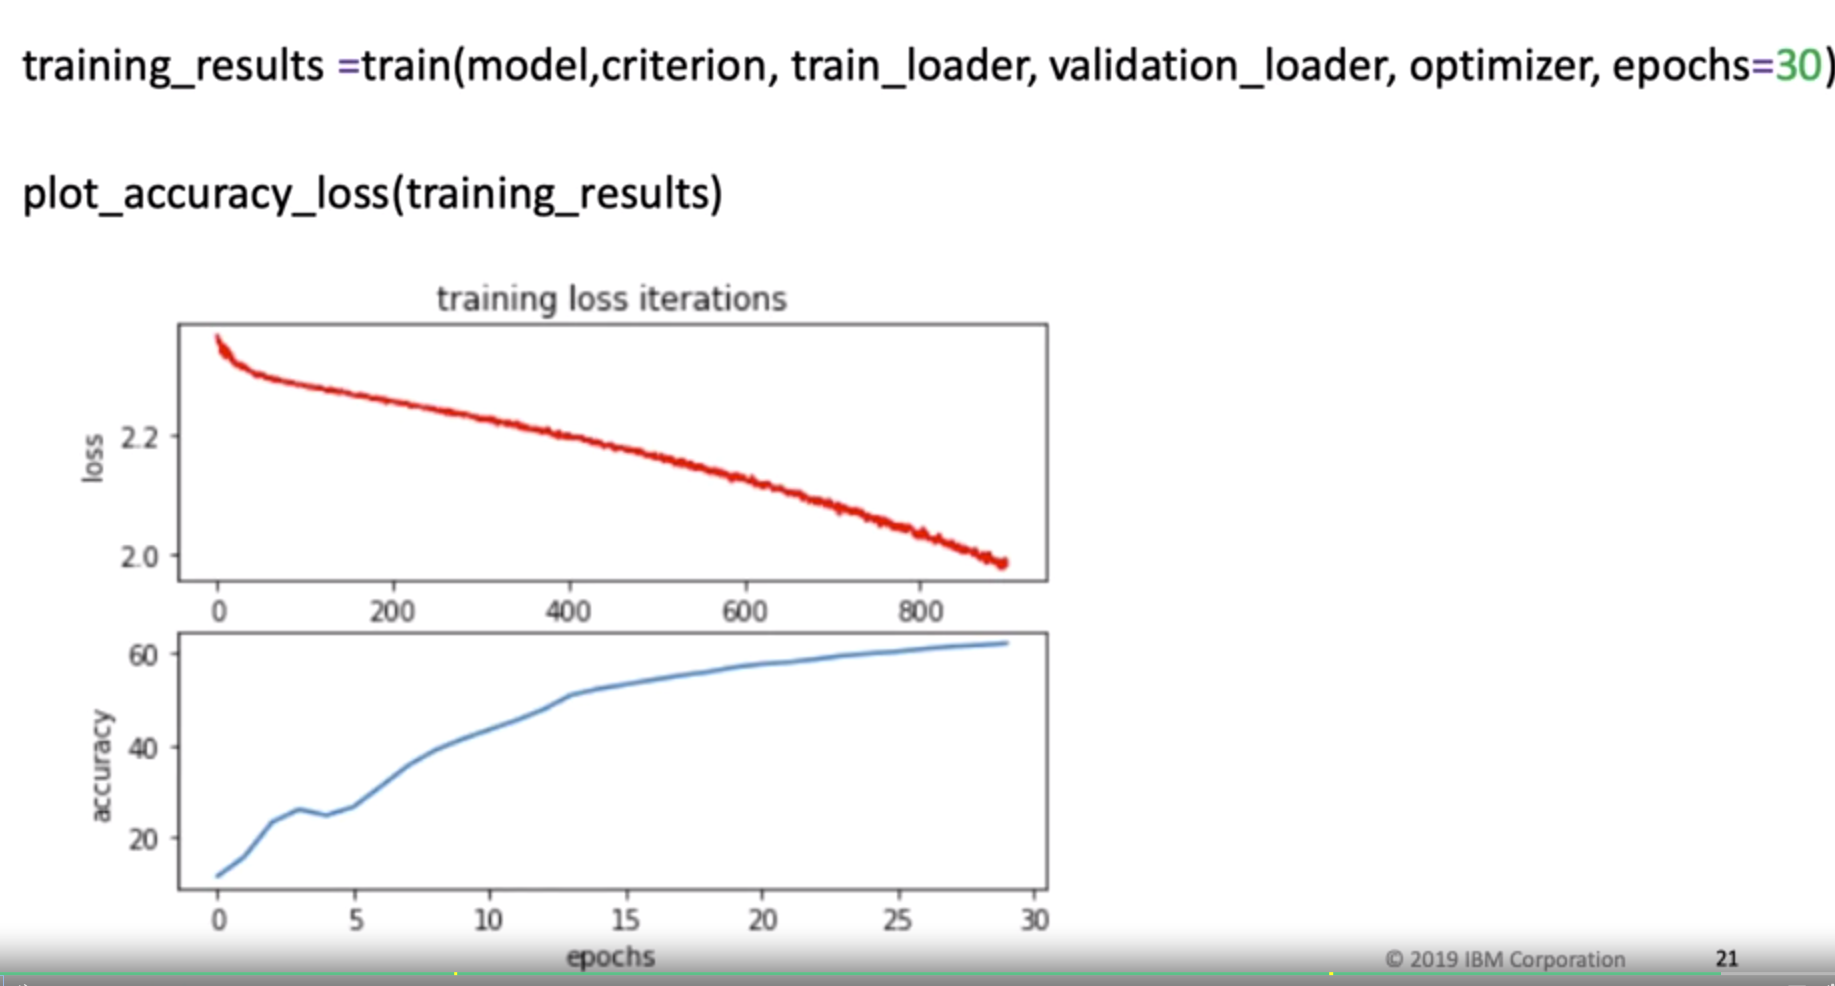 training_results =train(model,criterion, train_loader, validation_loader, optimizer, epochs=30)
plot_accuracy_loss(training_results)
training loss iterations
loss
2.2
2.0
0 200 400 600 800
accuracy
60
40
20
0 5 10 15 20 25 30
epochs
© 2019 IBM Corporation 21